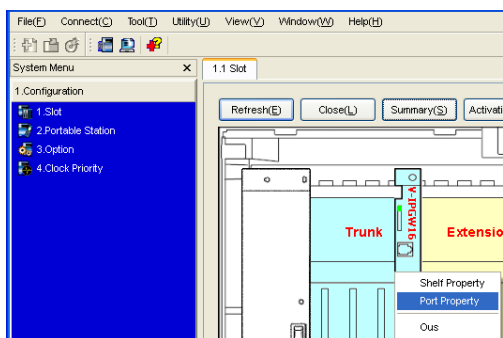 File(F) Connect(C) Tool(T) Utility(U) View(V) Window(W) Help(H)
System Menu
1.1 Slot
1.Configuration
1.Slot
2.Portable Station
3.Option
4.Clock Priority
Refresh(E) Close(L) Summary(S) Activati
V-IPGW16
Trunk
Extensio
Shelf Property
Port Property
Ous